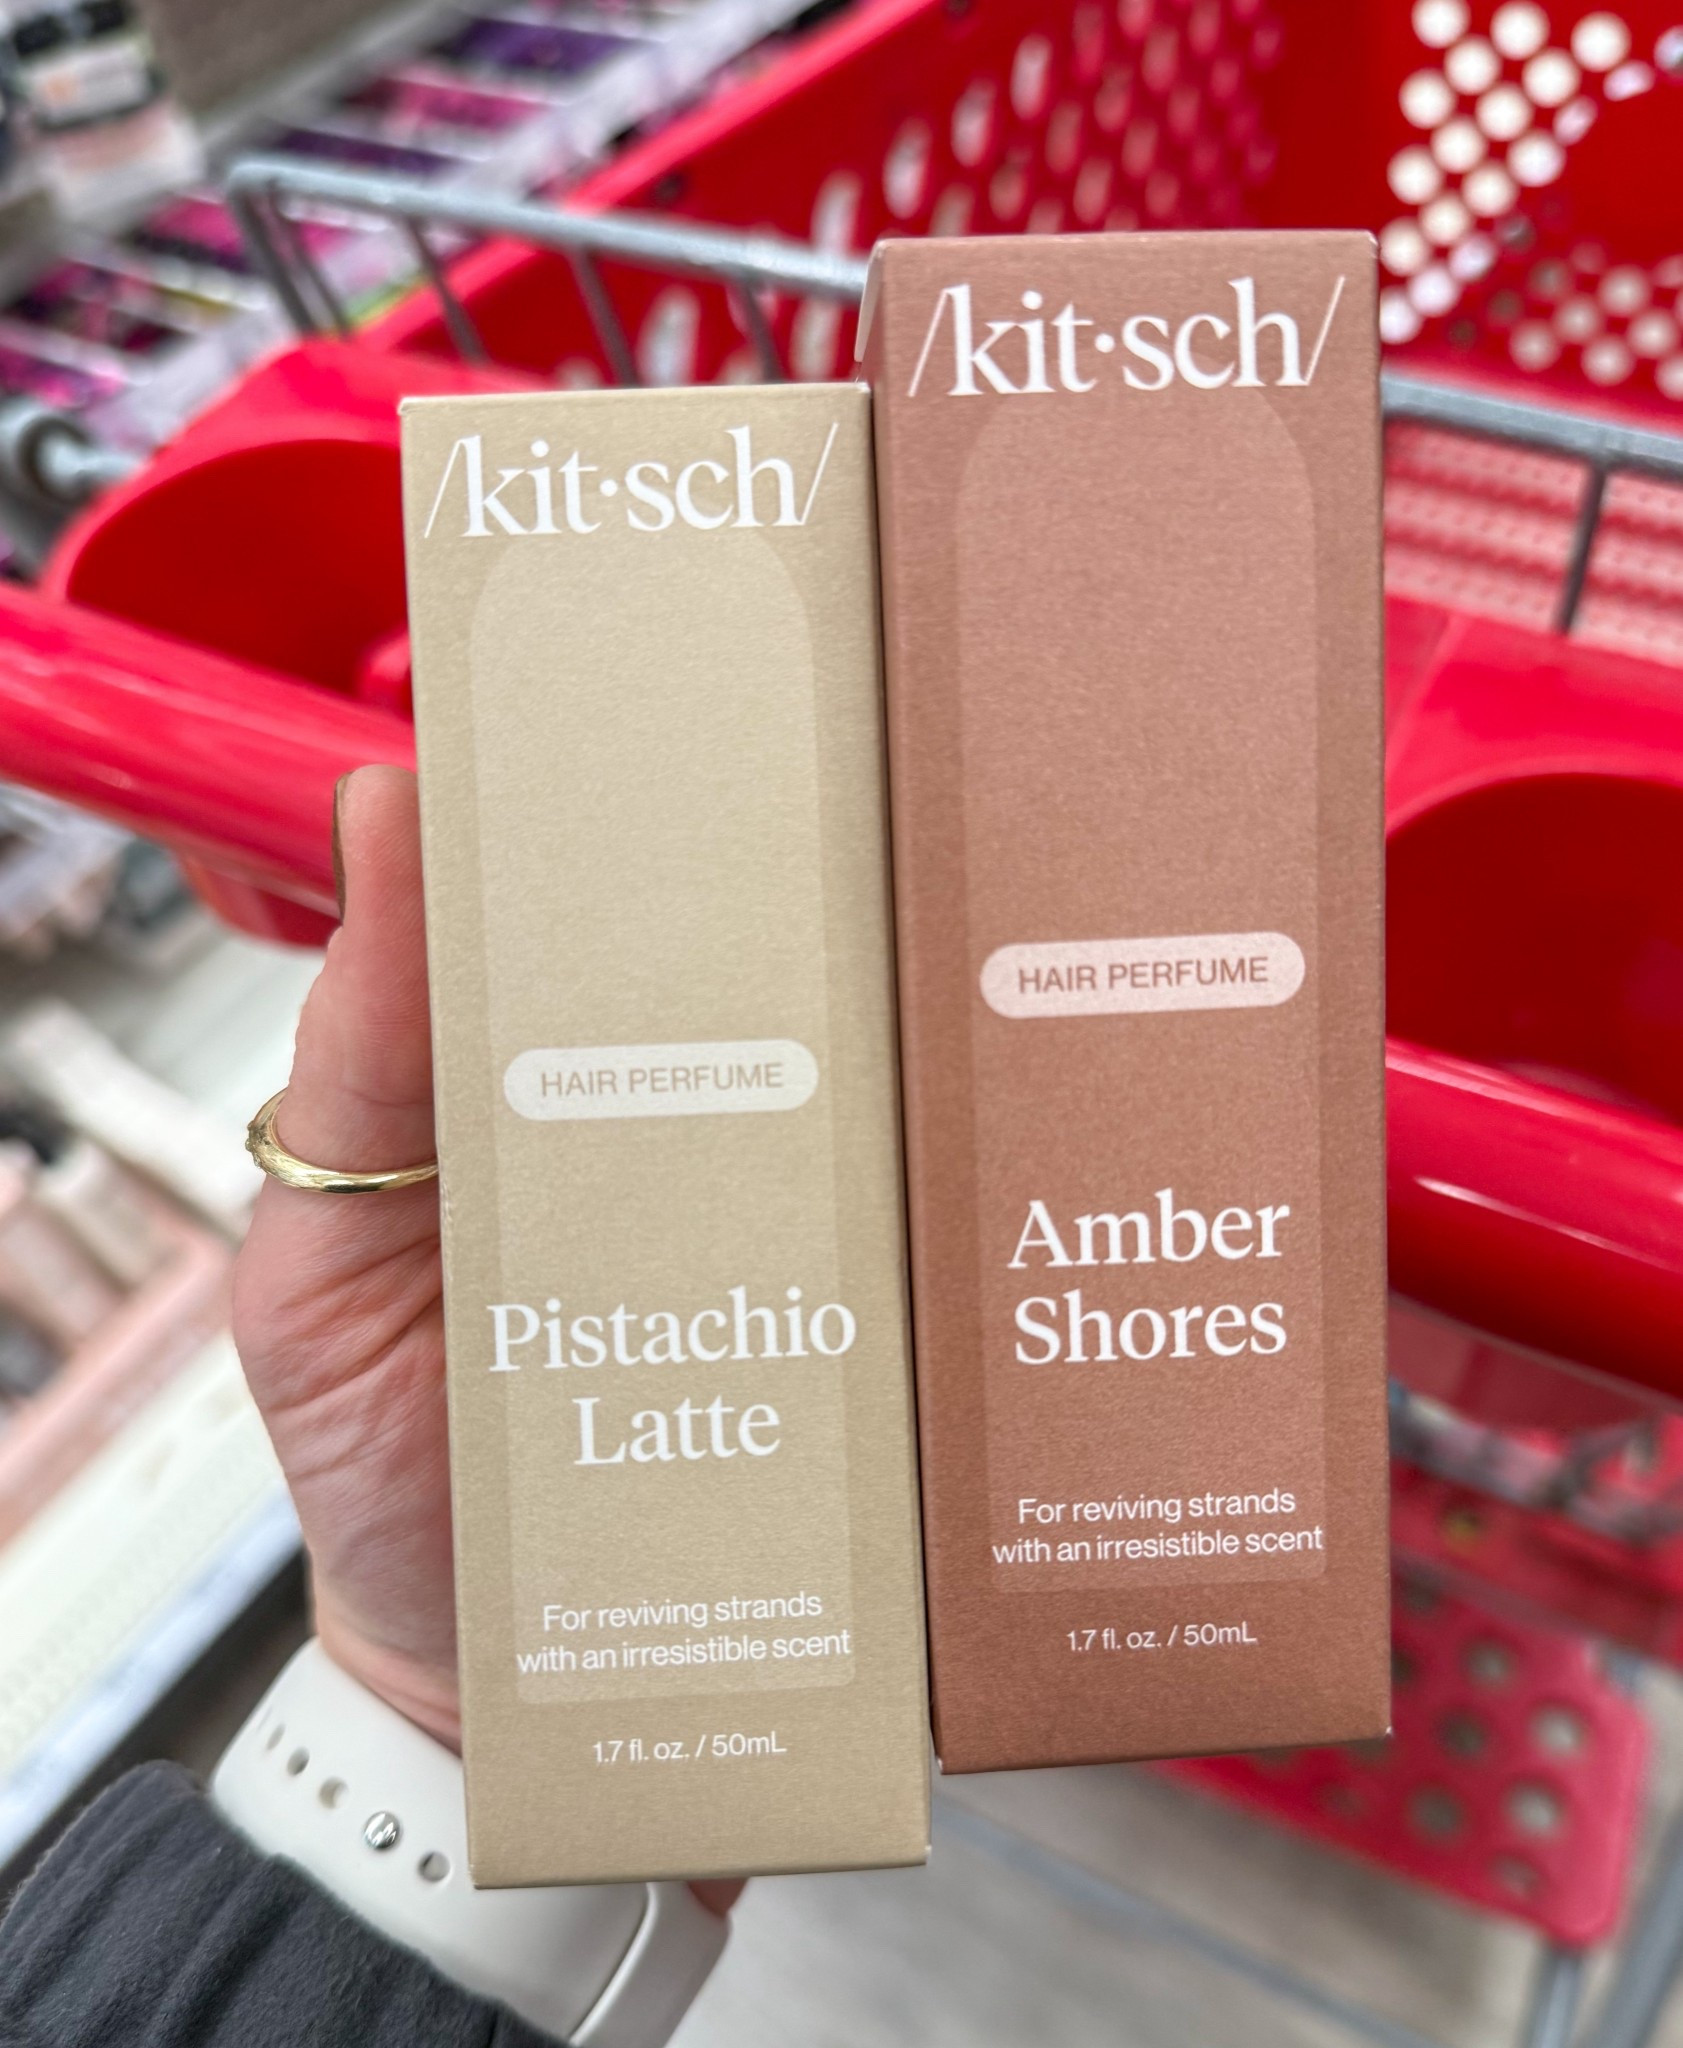 /kit·sch/
HAIR PERFUME
Pistachio
Latte
For reviving strands
with an irresistible scent
1.7 fl. oz. / 50mL
/kit·sch/
HAIR PERFUME
Amber
Shores
For reviving strands
with an irresistible scent
1.7 fl. oz. / 50mL